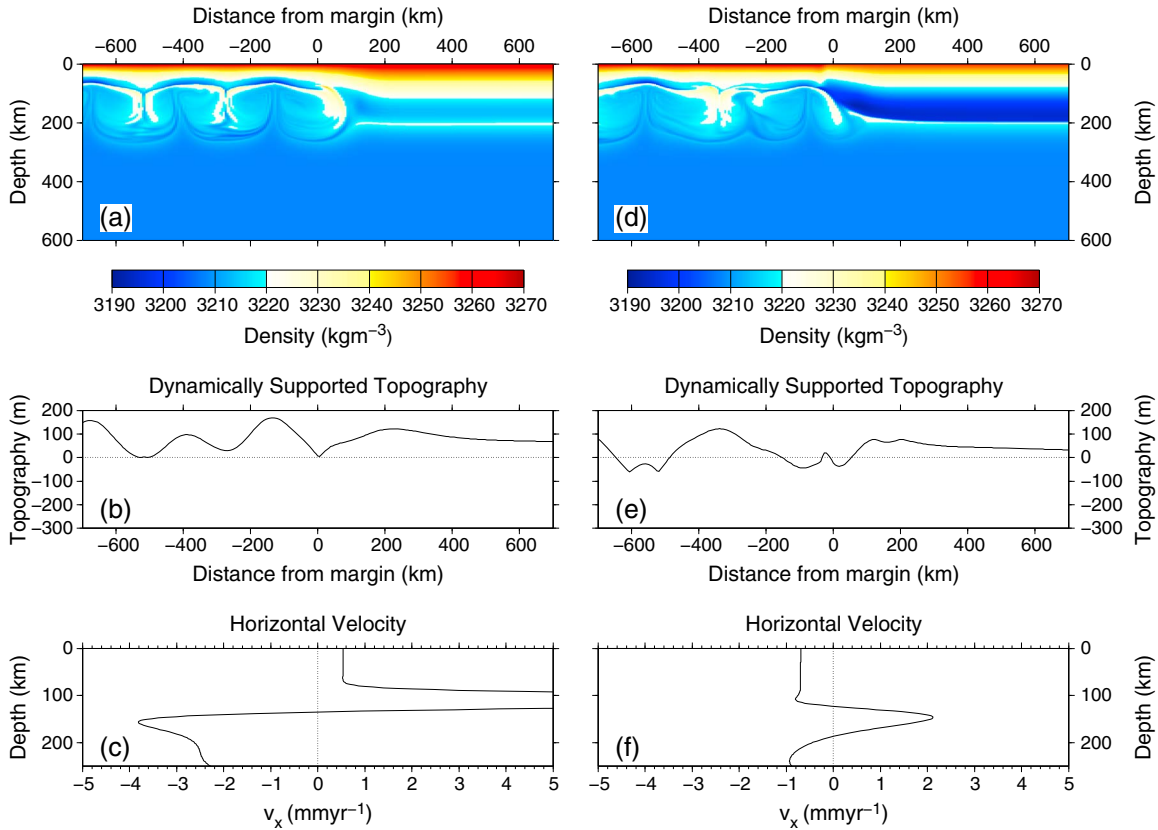 Distance from margin (km)
−600 −400 −200 0 200 400 600
0
200
400
600
Depth (km)
(a)
3190 3200 3210 3220 3230 3240 3250 3260 3270
Density (kgm⁻³)
Dynamically Supported Topography
200
100
0
−100
−200
−300
Topography (m)
(b)
−600 −400 −200 0 200 400 600
Distance from margin (km)
Horizontal Velocity
0
100
200
Depth (km)
(c)
−5 −4 −3 −2 −1 0 1 2 3 4 5
v_x (mmyr⁻¹)
Distance from margin (km)
−600 −400 −200 0 200 400 600
0
200
400
600
Depth (km)
(d)
3190 3200 3210 3220 3230 3240 3250 3260 3270
Density (kgm⁻³)
Dynamically Supported Topography
200
100
0
−100
−200
−300
Topography (m)
(e)
−600 −400 −200 0 200 400 600
Distance from margin (km)
Horizontal Velocity
0
100
200
Depth (km)
(f)
−5 −4 −3 −2 −1 0 1 2 3 4 5
v_x (mmyr⁻¹)